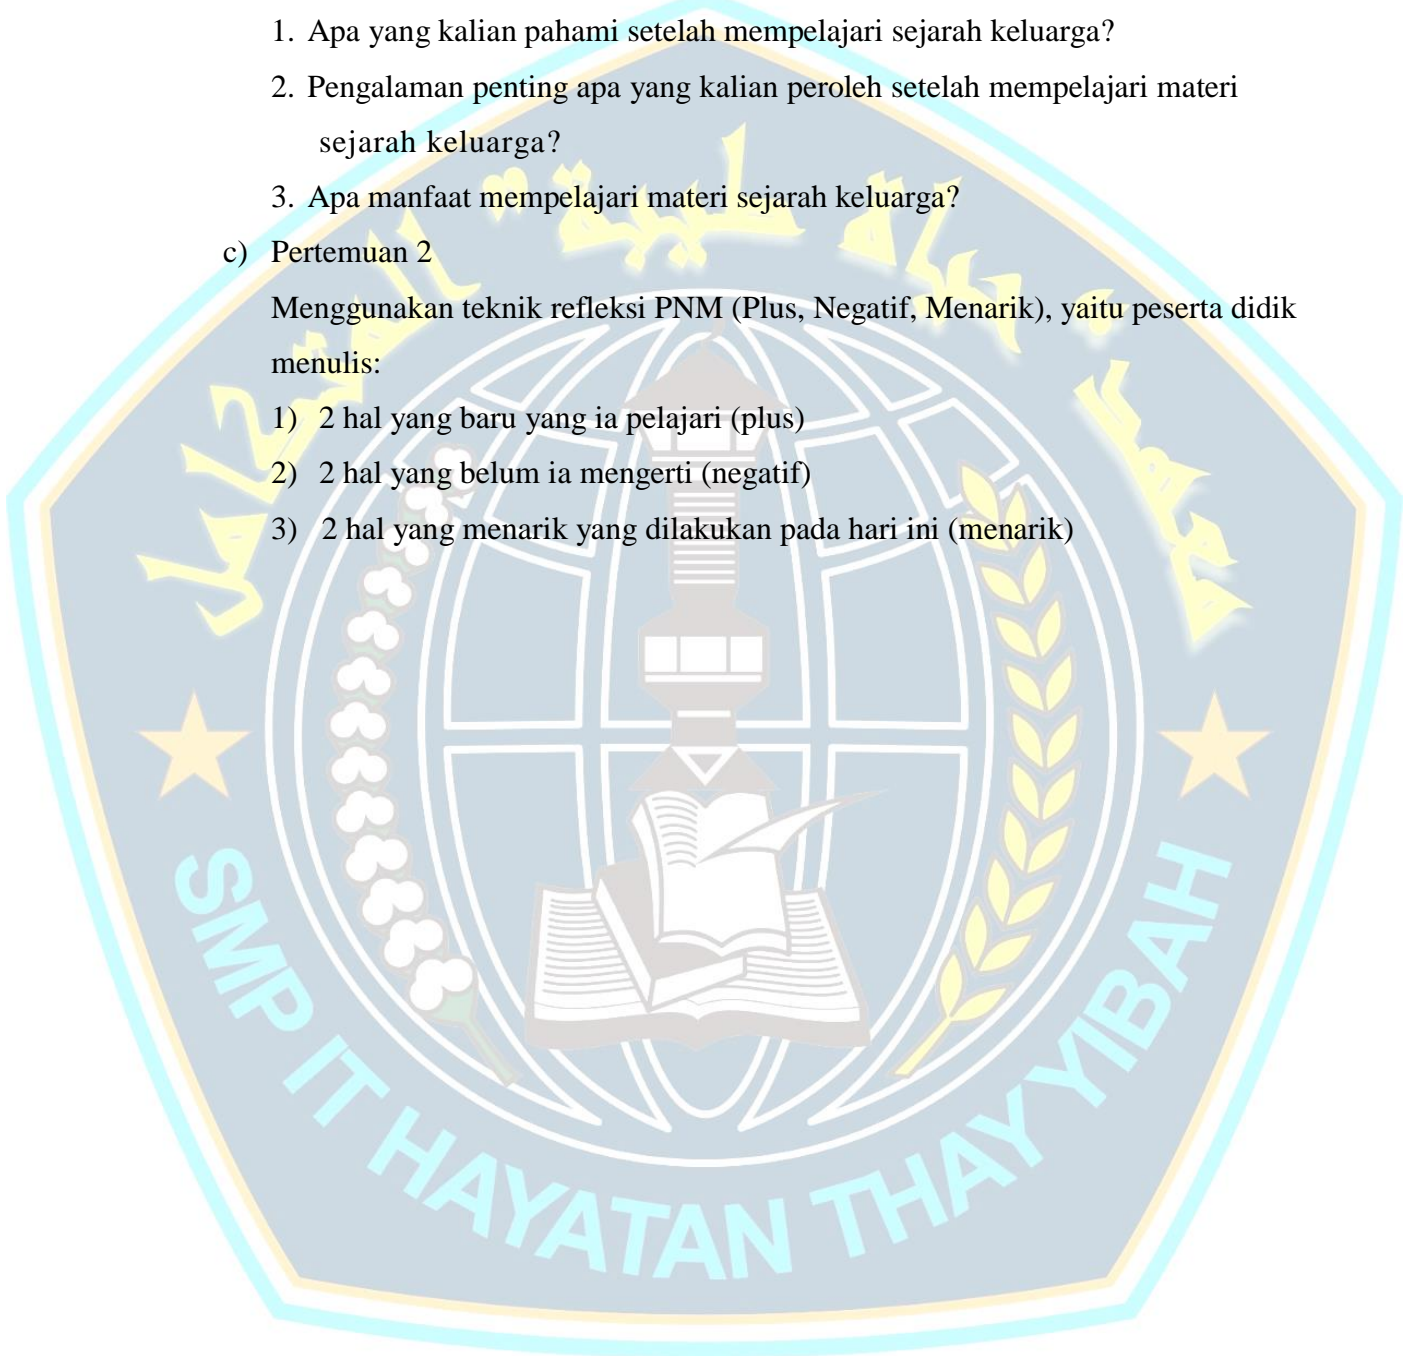 1. Apa yang kalian pahami setelah mempelajari sejarah keluarga?
2. Pengalaman penting apa yang kalian peroleh setelah mempelajari materi
sejarah keluarga?
3. Apa manfaat mempelajari materi sejarah keluarga?
c) Pertemuan 2
Menggunakan teknik refleksi PNM (Plus, Negatif, Menarik), yaitu peserta didik
menulis:
1) 2 hal yang baru yang ia pelajari (plus)
2) 2 hal yang belum ia mengerti (negatif)
3) 2 hal yang menarik yang dilakukan pada hari ini (menarik)
SMP IT HAYATAN THAYYIBAH